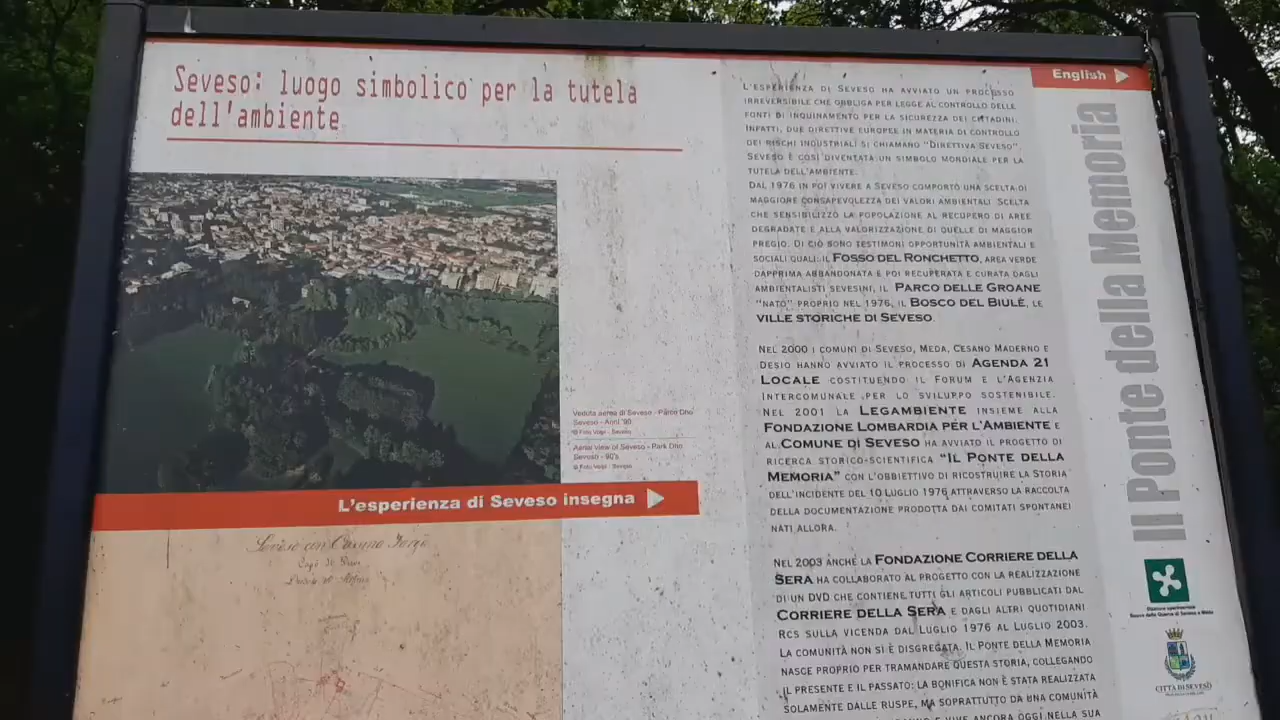 Seveso: luogo simbolico per la tutela
dell'ambiente
Veduta aerea di Seveso - Parco Dho
Seveso - Anni '90
© Foto Volpi - Seveso
Aerial view of Seveso - Park Dho
Seveso - 90's
© Foto Volpi - Seveso
L'esperienza di Seveso insegna
Seveso con
English
L'ESPERIENZA DI SEVESO HA AVVIATO UN PROCESSO
IRREVERSIBILE CHE OBBLIGA PER LEGGE AL CONTROLLO DELLE
FONTI DI INQUINAMENTO PER LA SICUREZZA DEI CITTADINI.
INFATTI, DUE DIRETTIVE EUROPEE IN MATERIA DI CONTROLLO
DEI RISCHI INDUSTRIALI SI CHIAMANO "DIRETTIVA SEVESO".
SEVESO È COSÌ DIVENTATA UN SIMBOLO MONDIALE PER LA
TUTELA DELL'AMBIENTE.
DAL 1976 IN POI VIVERE A SEVESO COMPORTÒ UNA SCELTA DI
MAGGIORE CONSAPEVOLEZZA DEI VALORI AMBIENTALI. SCELTA
CHE SENSIBILIZZÒ LA POPOLAZIONE AL RECUPERO DI AREE
DEGRADATE E ALLA VALORIZZAZIONE DI QUELLE DI MAGGIOR
PREGIO. DI CIÒ SONO TESTIMONI OPPORTUNITÀ AMBIENTALI E
SOCIALI QUALI: IL FOSSO DEL RONCHETTO, AREA VERDE
DAPPRIMA ABBANDONATA E POI RECUPERATA E CURATA DAGLI
AMBIENTALISTI SEVESINI, IL PARCO DELLE GROANE
"NATO" PROPRIO NEL 1976, IL BOSCO DEL BIULÉ, LE
VILLE STORICHE DI SEVESO.
NEL 2000 I COMUNI DI SEVESO, MEDA, CESANO MADERNO E
DESIO HANNO AVVIATO IL PROCESSO DI AGENDA 21
LOCALE COSTITUENDO IL FORUM E L'AGENZIA
INTERCOMUNALE PER LO SVILUPPO SOSTENIBILE.
NEL 2001 LA LEGAMBIENTE INSIEME ALLA
FONDAZIONE LOMBARDIA PER L'AMBIENTE E
AL COMUNE DI SEVESO HA AVVIATO IL PROGETTO DI
RICERCA STORICO-SCIENTIFICA "IL PONTE DELLA
MEMORIA" CON L'OBBIETTIVO DI RICOSTRUIRE LA STORIA
DELL'INCIDENTE DEL 10 LUGLIO 1976 ATTRAVERSO LA RACCOLTA
DELLA DOCUMENTAZIONE PRODOTTA DAI COMITATI SPONTANEI
NATI ALLORA.
NEL 2003 ANCHE LA FONDAZIONE CORRIERE DELLA
SERA HA COLLABORATO AL PROGETTO CON LA REALIZZAZIONE
DI UN DVD CHE CONTIENE TUTTI GLI ARTICOLI PUBBLICATI DAL
CORRIERE DELLA SERA E DAGLI ALTRI QUOTIDIANI
RCS SULLA VICENDA DAL LUGLIO 1976 AL LUGLIO 2003.
LA COMUNITÀ NON SI È DISGREGATA. IL PONTE DELLA MEMORIA
NASCE PROPRIO PER TRAMANDARE QUESTA STORIA, COLLEGANDO
IL PRESENTE E IL PASSATO: LA BONIFICA NON È STATA REALIZZATA
SOLAMENTE DALLE RUSPE, MA SOPRATTUTTO DA UNA COMUNITÀ
E VIVE ANCORA OGGI NELLA SUA
Il Ponte della Memoria
CITTÀ DI SEVESO